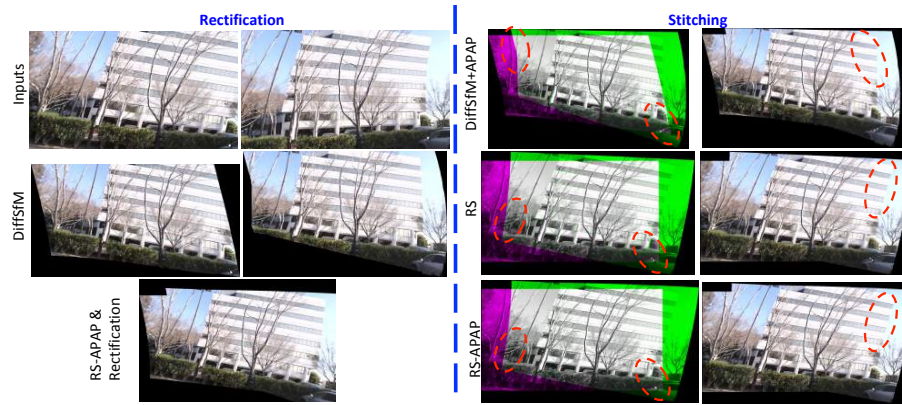 Rectification
Stitching
Inputs
DiffSfM
RS-APAP &
Rectification
DiffSfM+APAP
RS
RS-APAP